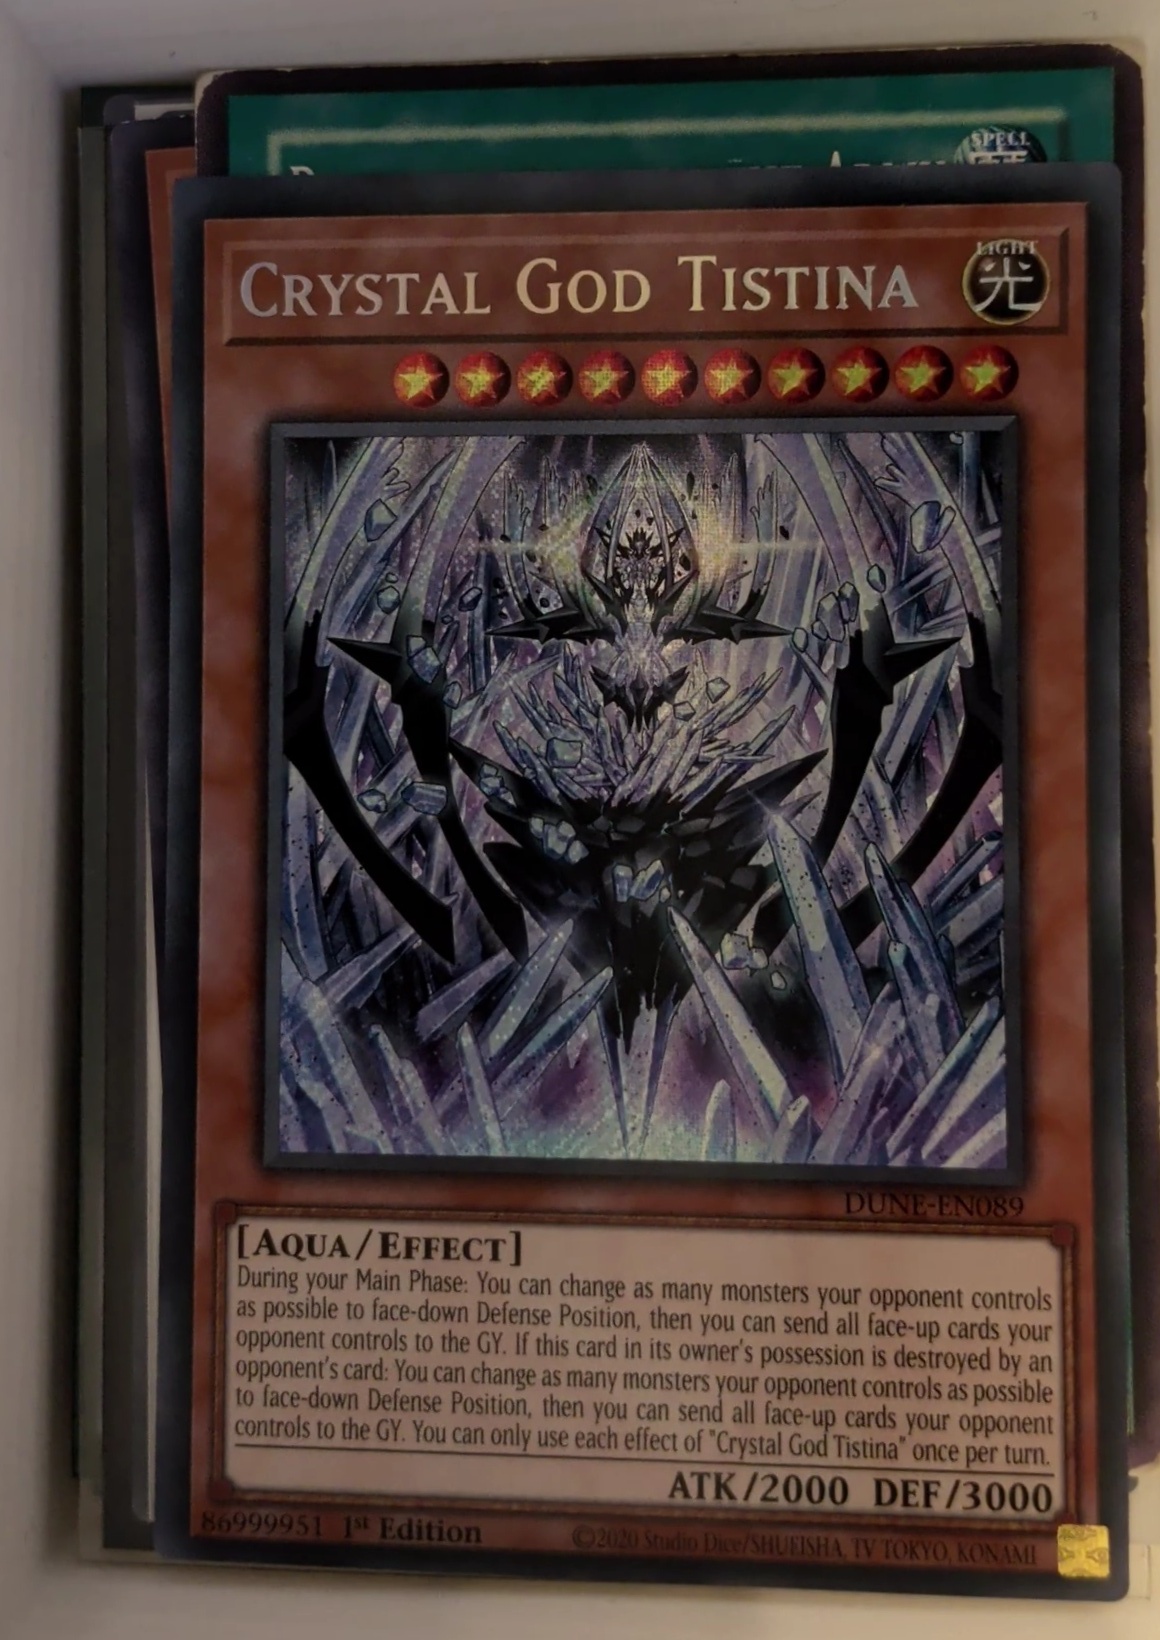 SPELL
CRYSTAL GOD TISTINA
LIGHT
光
DUNE-EN089
[AQUA/EFFECT]
During your Main Phase: You can change as many monsters your opponent controls
as possible to face-down Defense Position, then you can send all face-up cards your
opponent controls to the GY. If this card in its owner's possession is destroyed by an
opponent's card: You can change as many monsters your opponent controls as possible
to face-down Defense Position, then you can send all face-up cards your opponent
controls to the GY. You can only use each effect of "Crystal God Tistina" once per turn.
ATK/2000 DEF/3000
86999951 1st Edition ©2020 Studio Dice/SHUEISHA, TV TOKYO, KONAMI